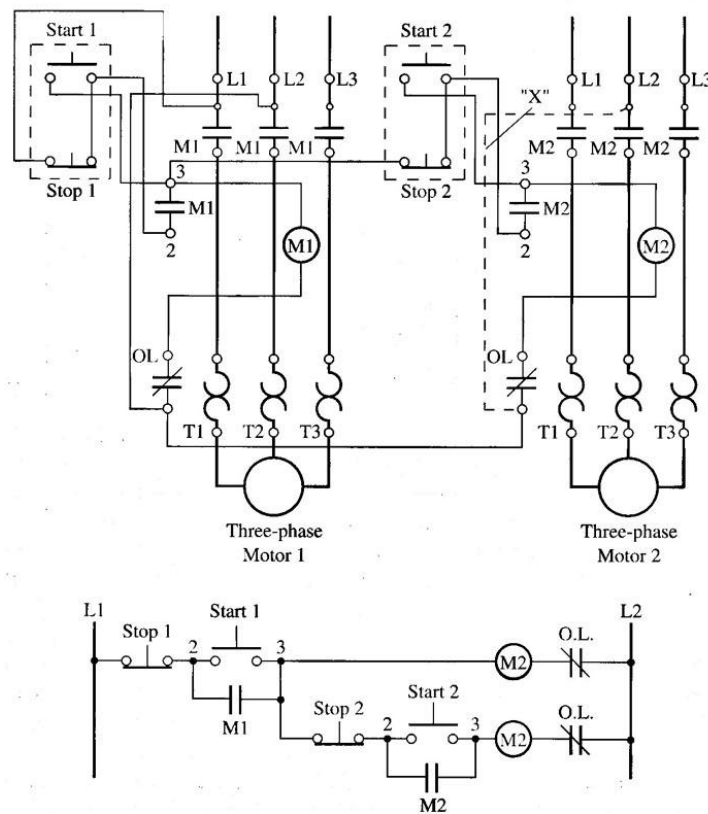 Start 1
Start 2
L1 L2 L3
L1 L2 L3
"X"
M1 M1 M1
M2 M2 M2
Stop 1
3
M1
2
M1
Stop 2
3
M2
2
M2
OL
OL
T1 T2 T3
T1 T2 T3
Three-phase
Motor 1
Three-phase
Motor 2
L1
L2
Start 1
Stop 1
2
3
M2
O.L.
M1
Stop 2
Start 2
2
3
M2
O.L.
M2